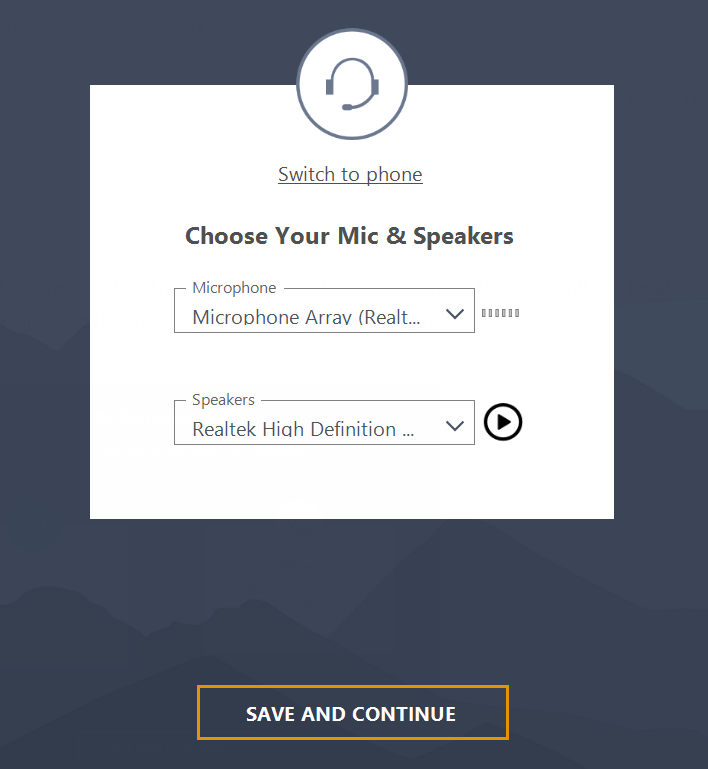 Switch to phone
Choose Your Mic & Speakers
Microphone
Microphone Array (Realt...
Speakers
Realtek High Definition ...
SAVE AND CONTINUE